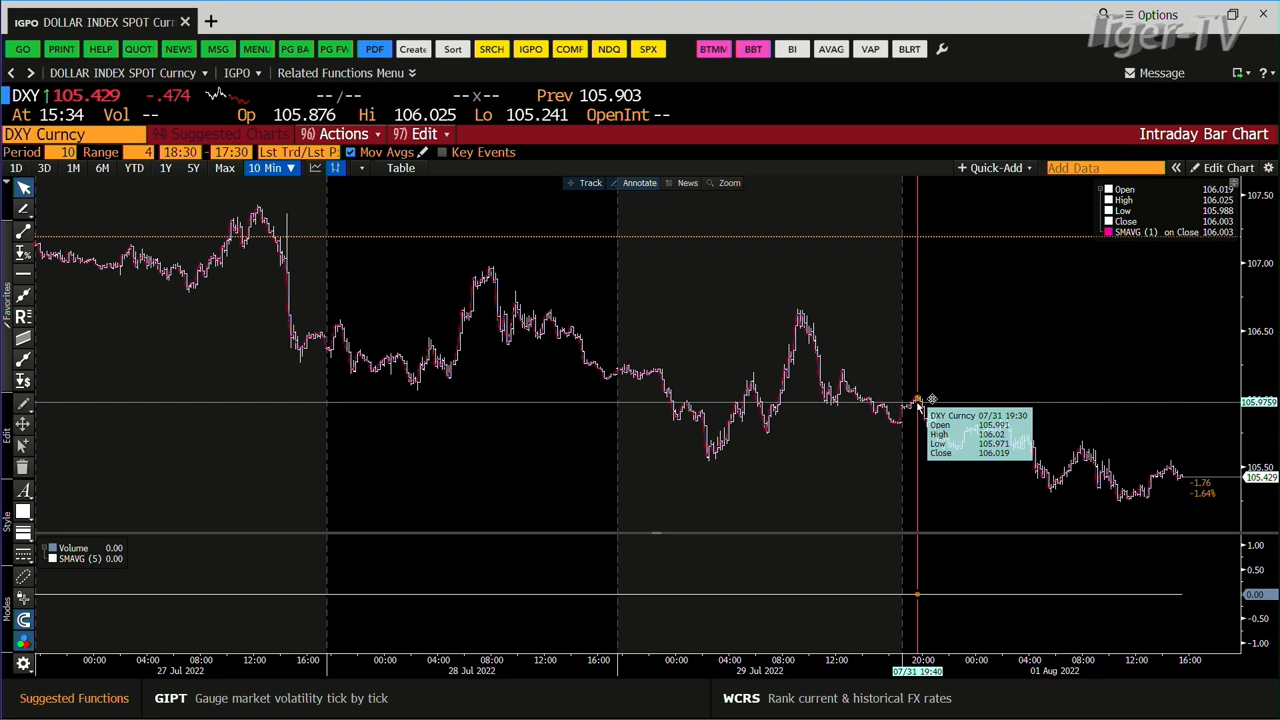 IGPO DOLLAR INDEX SPOT Curn × +
Options
Tiger-TV
GO PRINT HELP QUOT NEWS MSG MENU PG BA PG FV PDF Create Sort SRCH IGPO COMF NDQ SPX BTMM BBT BI AVAG VAP BLRT
DOLLAR INDEX SPOT Curncy IGPO Related Functions Menu Message
DXY ↑105.429 -.474 --/-- --x-- Prev 105.903
At 15:34 Vol -- Op 105.876 Hi 106.025 Lo 105.241 OpenInt --
DXY Curncy 94) Suggested Charts 96) Actions 97) Edit Intraday Bar Chart
Period 10 Range 4 18:30 - 17:30 Lst Trd/Lst P Mov Avgs Key Events
1D 3D 1M 6M YTD 1Y 5Y Max 10 Min ▼ Table + Quick-Add Add Data « Edit Chart
Track Annotate News Zoom
Open 106.019
High 106.025
Low 105.988
Close 106.003
SMAVG (1) on Close 106.003
107.50
107.00
106.50
105.9759
105.50
105.429
-1.76
-1.64%
DXY Curncy 07/31 19:30
Open 105.991
High 106.02
Low 105.971
Close 106.019
Favorites
Edit
Style
Modes
Volume 0.00
SMAVG (5) 0.00
1.00
0.50
0.00
-0.50
-1.00
00:00 04:00 08:00 12:00 16:00 00:00 04:00 08:00 12:00 16:00 00:00 04:00 08:00 12:00 20:00 00:00 04:00 08:00 12:00 16:00
27 Jul 2022 28 Jul 2022 29 Jul 2022 07/31 19:40 01 Aug 2022
Suggested Functions GIPT Gauge market volatility tick by tick WCRS Rank current & historical FX rates